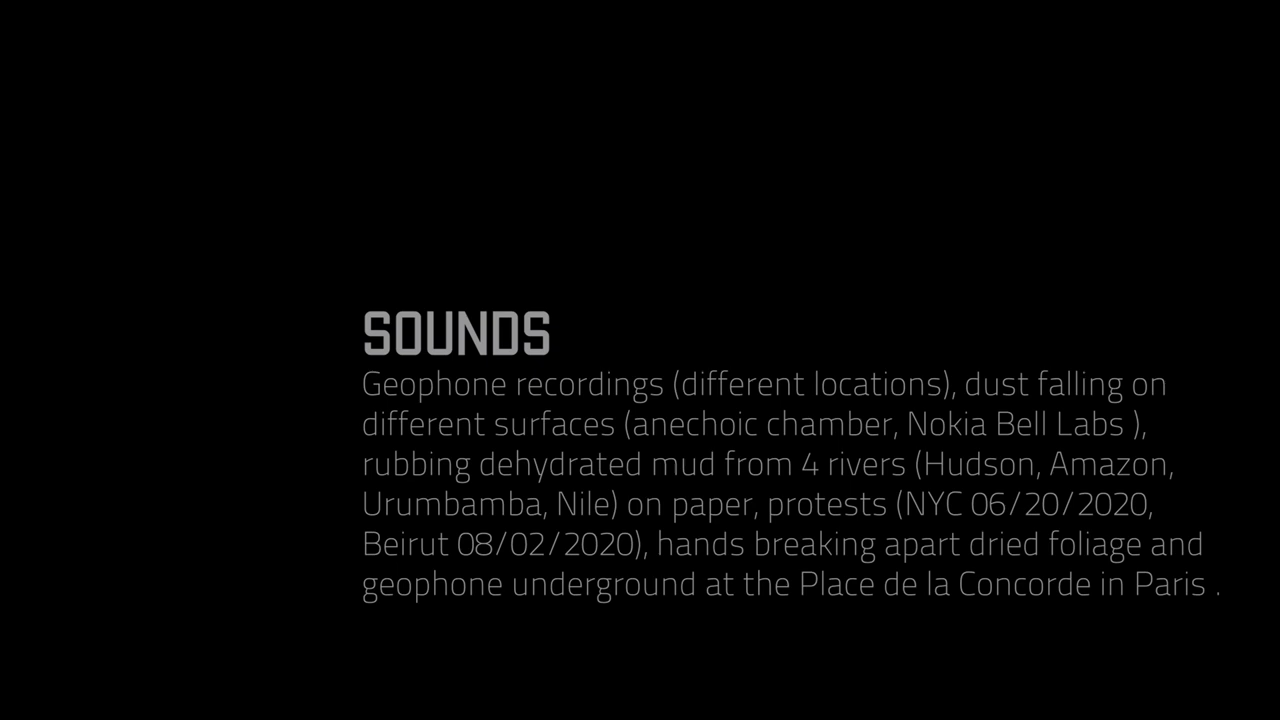 SOUNDS
Geophone recordings (different locations), dust falling on
different surfaces (anechoic chamber, Nokia Bell Labs ),
rubbing dehydrated mud from 4 rivers (Hudson, Amazon,
Urumbamba, Nile) on paper, protests (NYC 06/20/2020,
Beirut 08/02/2020), hands breaking apart dried foliage and
geophone underground at the Place de la Concorde in Paris .